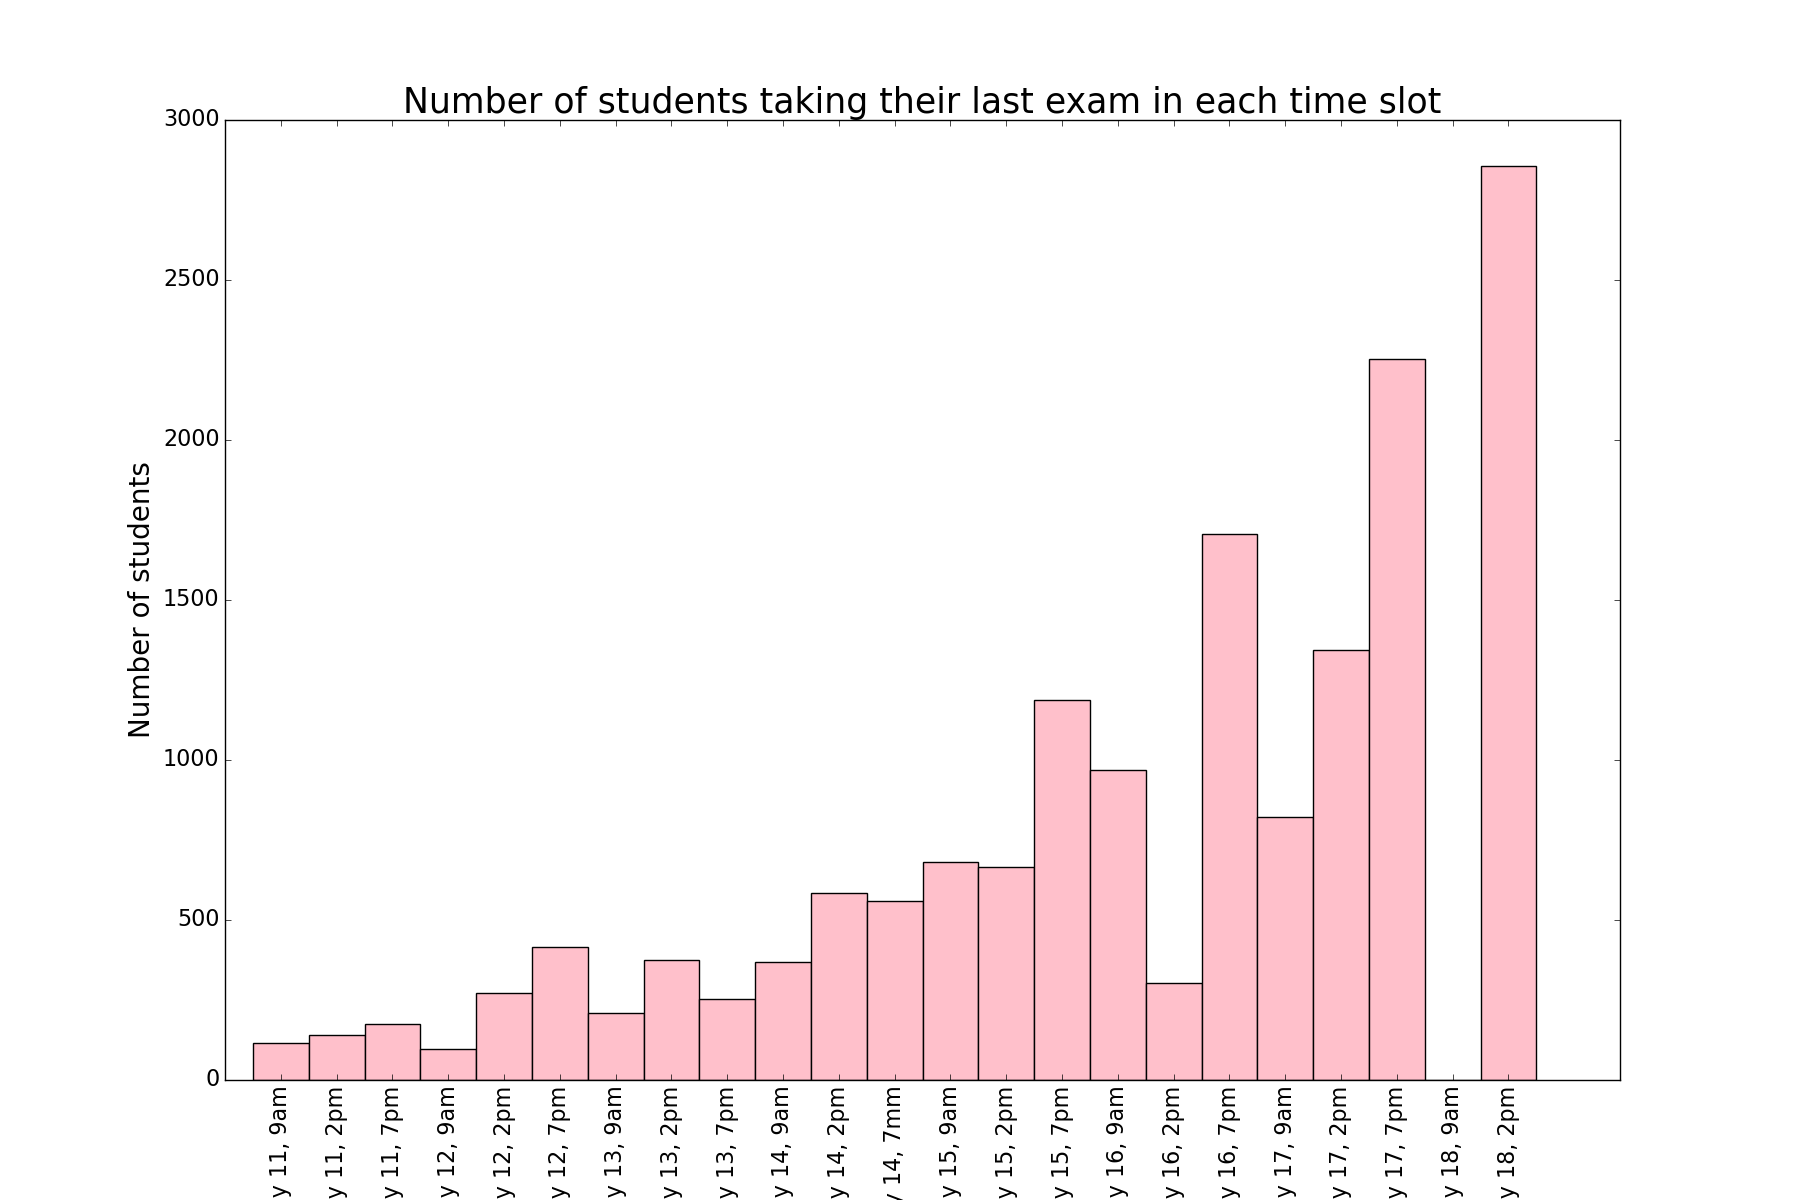 Number of students taking their last exam in each time slot
Number of students
3000
2500
2000
1500
1000
500
0
y 11, 9am
y 11, 2pm
y 11, 7pm
y 12, 9am
y 12, 2pm
y 12, 7pm
y 13, 9am
y 13, 2pm
y 13, 7pm
y 14, 9am
y 14, 2pm
y 14, 7mm
y 15, 9am
y 15, 2pm
y 15, 7pm
y 16, 9am
y 16, 2pm
y 16, 7pm
y 17, 9am
y 17, 2pm
y 17, 7pm
y 18, 9am
y 18, 2pm